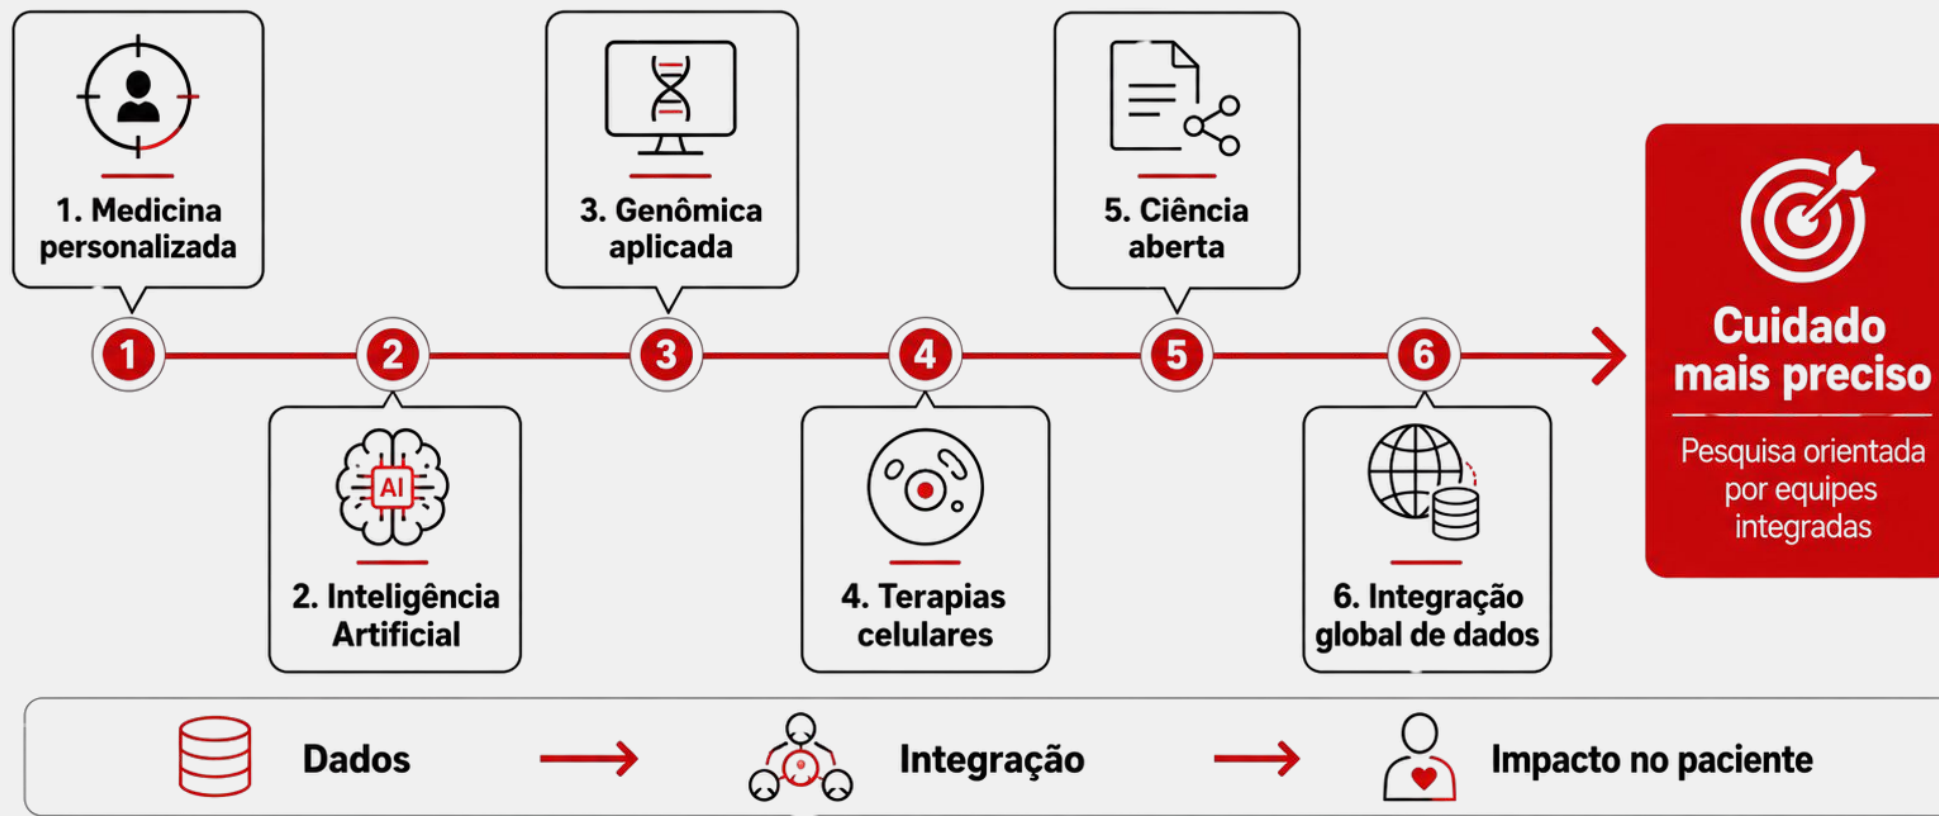 1. Medicina
personalizada
3. Genômica
aplicada
5. Ciência
aberta
1
2
3
4
5
6
AI
2. Inteligência
Artificial
4. Terapias
celulares
6. Integração
global de dados
Cuidado
mais preciso
Pesquisa orientada
por equipes
integradas
Dados
Integração
Impacto no paciente